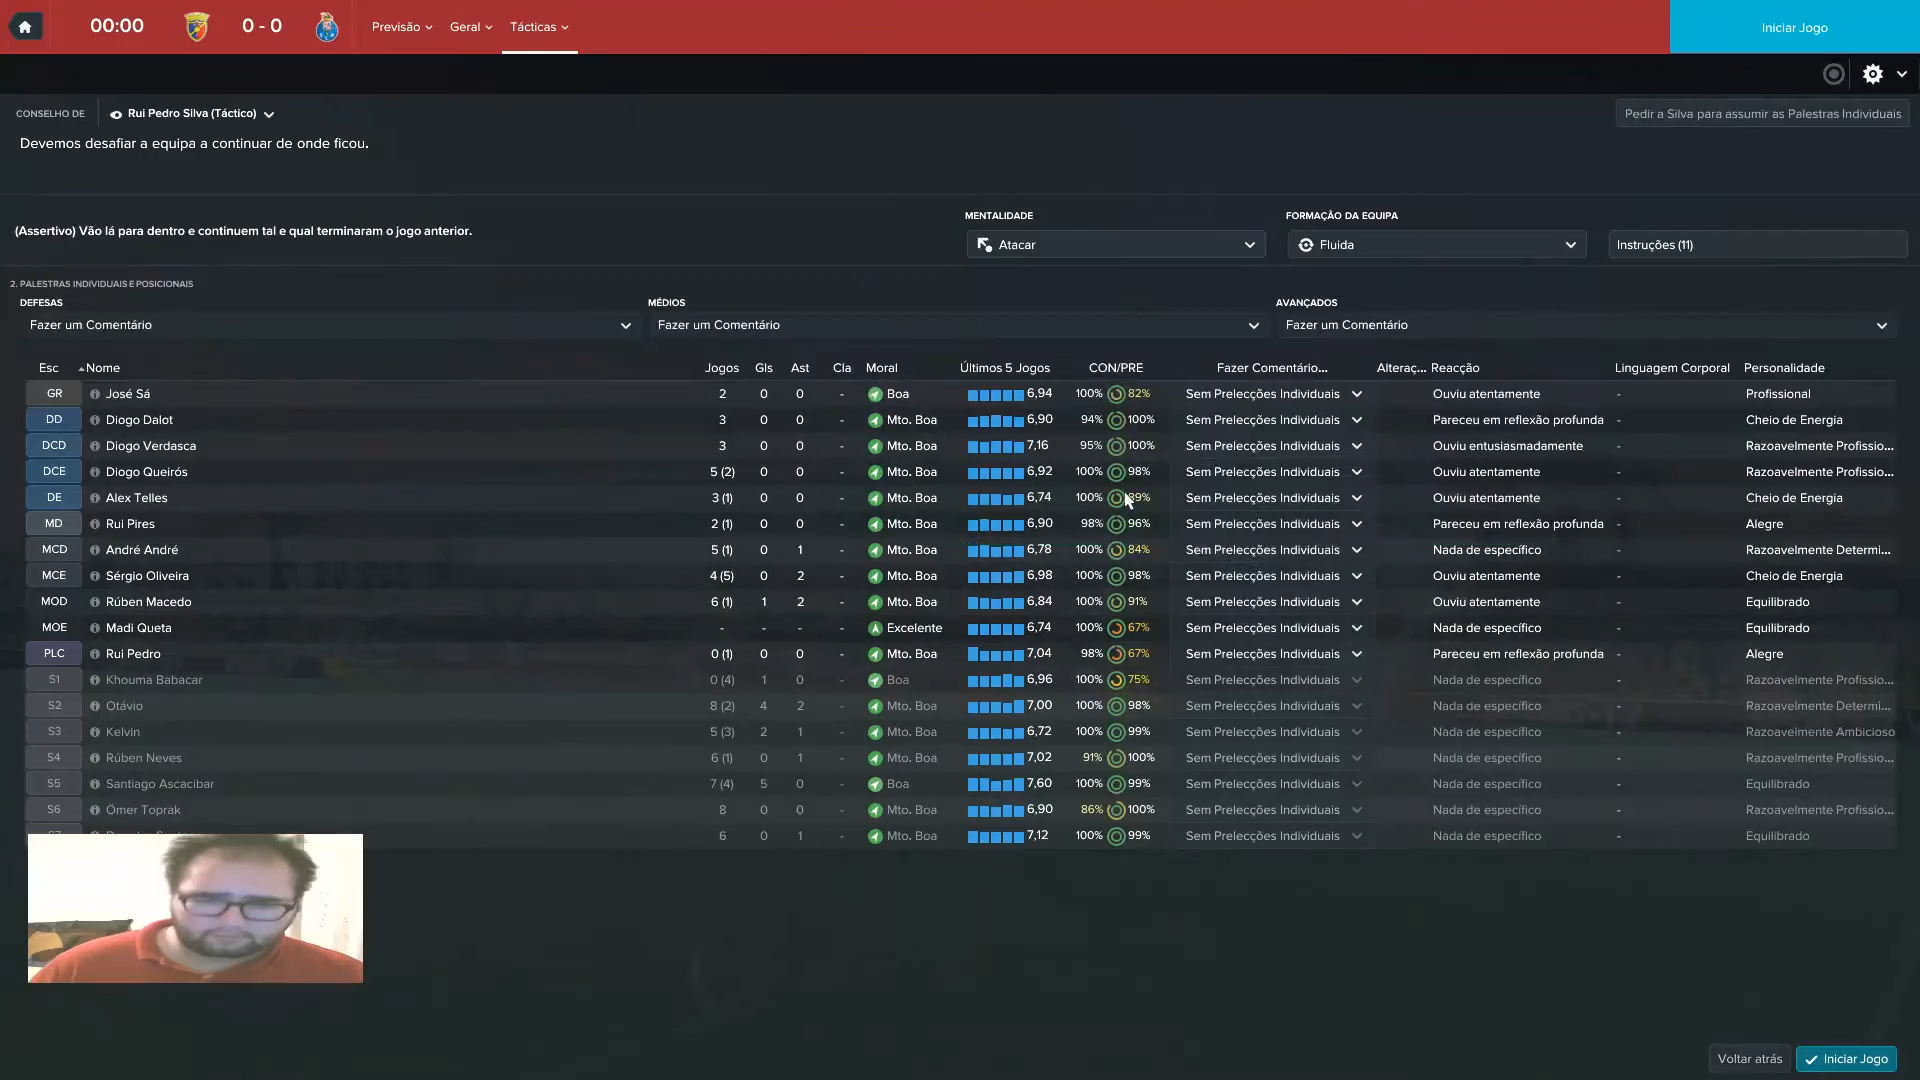 00:00 0 - 0 Previsão Geral Tácticas Iniciar Jogo
CONSELHO DE Rui Pedro Silva (Táctico) Pedir a Silva para assumir as Palestras Individuais
Devemos desafiar a equipa a continuar de onde ficou.
MENTALIDADE FORMAÇÃO DA EQUIPA
(Assertivo) Vão lá para dentro e continuem tal e qual terminaram o jogo anterior. Atacar Fluida Instruções (11)
2. PALESTRAS INDIVIDUAIS E POSICIONAIS
DEFESAS MÉDIOS AVANÇADOS
Fazer um Comentário Fazer um Comentário Fazer um Comentário
Esc Nome Jogos Gls Ast Cla Moral Últimos 5 Jogos CON/PRE Fazer Comentário... Alteraç... Reacção Linguagem Corporal Personalidade
GR José Sá 2 0 0 - Boa 6,94 100% 82% Sem Prelecções Individuais Ouviu atentamente - Profissional
DD Diogo Dalot 3 0 0 - Mto. Boa 6,90 94% 100% Sem Prelecções Individuais Pareceu em reflexão profunda - Cheio de Energia
DCD Diogo Verdasca 3 0 0 - Mto. Boa 7,16 95% 100% Sem Prelecções Individuais Ouviu entusiasmadamente - Razoavelmente Profissio...
DCE Diogo Queirós 5 (2) 0 0 - Mto. Boa 6,92 100% 98% Sem Prelecções Individuais Ouviu atentamente - Razoavelmente Profissio...
DE Alex Telles 3 (1) 0 0 - Mto. Boa 6,74 100% 89% Sem Prelecções Individuais Ouviu atentamente - Cheio de Energia
MD Rui Pires 2 (1) 0 0 - Mto. Boa 6,90 98% 96% Sem Prelecções Individuais Pareceu em reflexão profunda - Alegre
MCD André André 5 (1) 0 1 - Mto. Boa 6,78 100% 84% Sem Prelecções Individuais Nada de específico - Razoavelmente Determi...
MCE Sérgio Oliveira 4 (5) 0 2 - Mto. Boa 6,98 100% 98% Sem Prelecções Individuais Ouviu atentamente - Cheio de Energia
MOD Rúben Macedo 6 (1) 1 2 - Mto. Boa 6,84 100% 91% Sem Prelecções Individuais Ouviu atentamente - Equilibrado
MOE Madi Queta - - - - Excelente 6,74 100% 67% Sem Prelecções Individuais Nada de específico - Equilibrado
PLC Rui Pedro 0 (1) 0 0 - Mto. Boa 7,04 98% 67% Sem Prelecções Individuais Pareceu em reflexão profunda - Alegre
S1 Khouma Babacar 0 (4) 1 0 - Boa 6,96 100% 75% Sem Prelecções Individuais Nada de específico - Razoavelmente Profissio...
S2 Otávio 8 (2) 4 2 - Mto. Boa 7,00 100% 98% Sem Prelecções Individuais Nada de específico - Razoavelmente Determi...
S3 Kelvin 5 (3) 2 1 - Mto. Boa 6,72 100% 99% Sem Prelecções Individuais Nada de específico - Razoavelmente Ambicioso
S4 Rúben Neves 6 (1) 0 1 - Mto. Boa 7,02 91% 100% Sem Prelecções Individuais Nada de específico - Razoavelmente Profissio...
S5 Santiago Ascacibar 7 (4) 5 0 - Boa 7,60 100% 99% Sem Prelecções Individuais Nada de específico - Equilibrado
S6 Ömer Toprak 8 0 0 - Mto. Boa 6,90 86% 100% Sem Prelecções Individuais Nada de específico - Razoavelmente Profissio...
6 0 1 - Mto. Boa 7,12 100% 99% Sem Prelecções Individuais Nada de específico - Equilibrado
Voltar atrás Iniciar Jogo